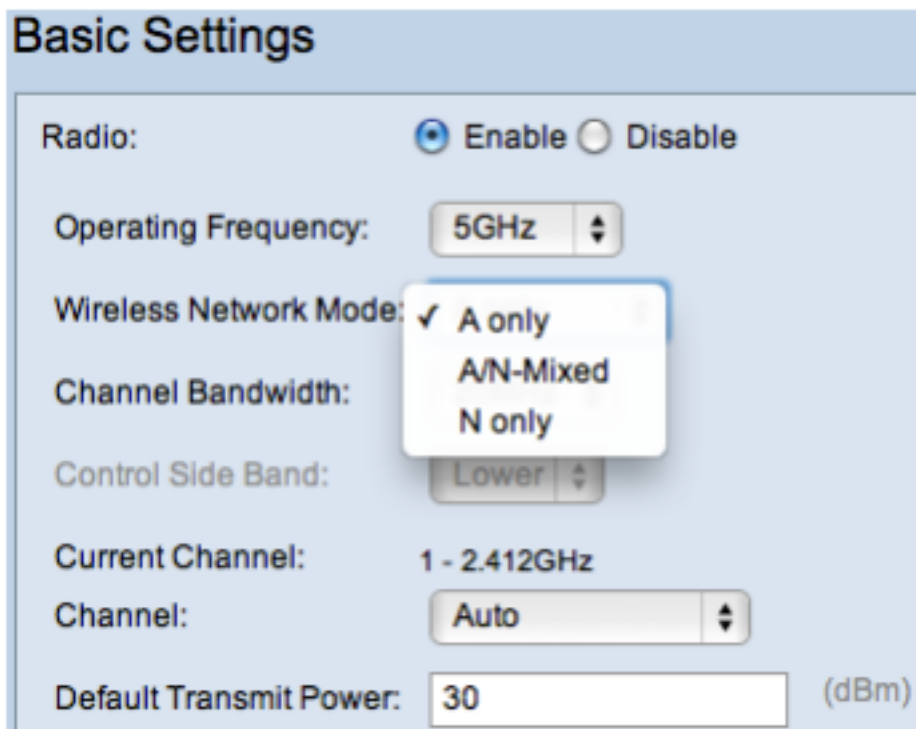 Basic Settings
Radio: Enable Disable
Operating Frequency: 5GHz
Wireless Network Mode: ✓ A only
A/N-Mixed
Channel Bandwidth:
N only
Control Side Band: Lower
Current Channel: 1 - 2.412GHz
Channel: Auto
Default Transmit Power: 30 (dBm)